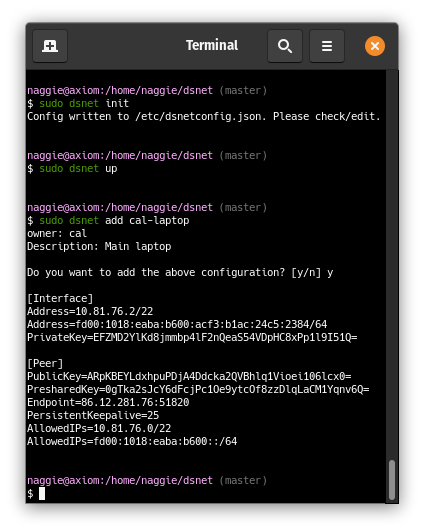 Terminal
naggie@axiom:/home/naggie/dsnet (master)
$ sudo dsnet init
Config written to /etc/dsnetconfig.json. Please check/edit.
naggie@axiom:/home/naggie/dsnet (master)
$ sudo dsnet up
naggie@axiom:/home/naggie/dsnet (master)
$ sudo dsnet add cal-laptop
owner: cal
Description: Main laptop
Do you want to add the above configuration? [y/n] y
[Interface]
Address=10.81.76.2/22
Address=fd00:1018:eaba:b600:acf3:b1ac:24c5:2384/64
PrivateKey=EFZMD2YlKd8jmmbp4lF2nQeaS54VDpHC8xPp1l9I51Q=
[Peer]
PublicKey=ARpKBEYLdxhpuPDjA4Ddcka2QVBhlq1Vioei106lcx0=
PresharedKey=0gTka2sJcY6dFcjPc1Oe9ytcOf8zzDlqLaCM1Yqnv6Q=
Endpoint=86.12.281.76:51820
PersistentKeepalive=25
AllowedIPs=10.81.76.0/22
AllowedIPs=fd00:1018:eaba:b600::/64
naggie@axiom:/home/naggie/dsnet (master)
$